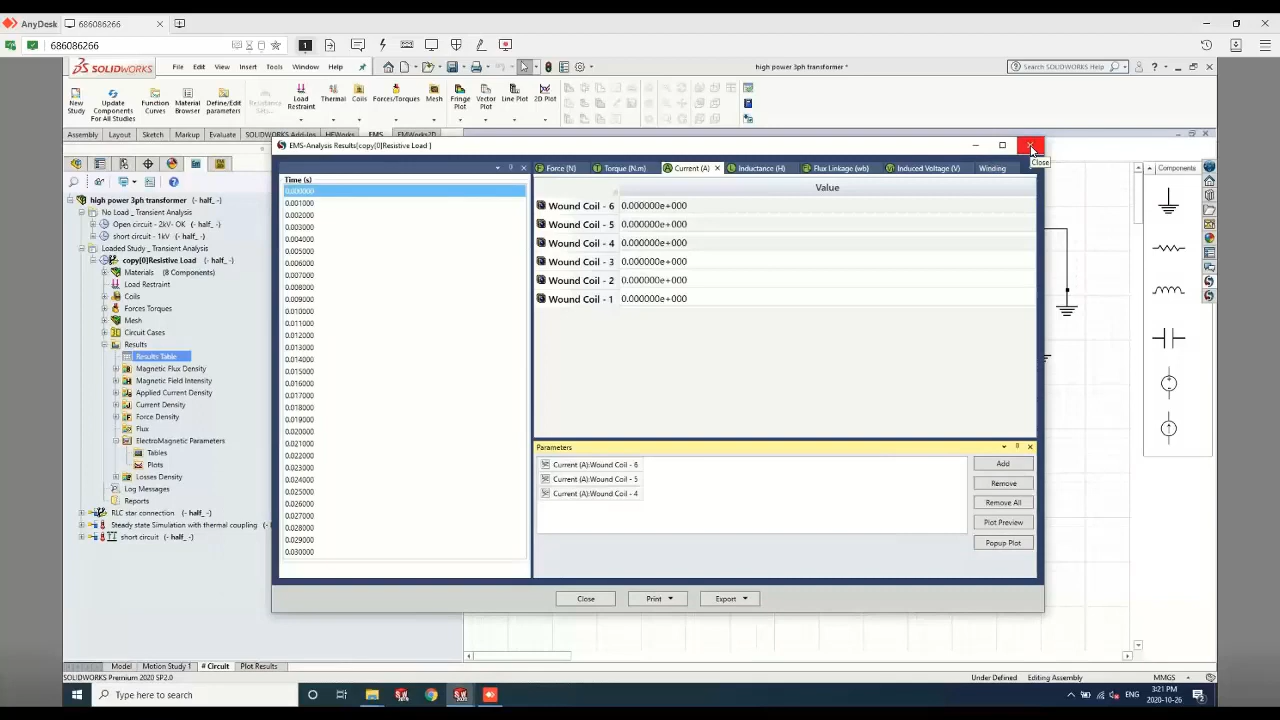 AnyDesk 686086266
686086266 1
SOLIDWORKS File Edit View Insert Tools Window Help high power 3ph transformer * Search SOLIDWORKS Help
New Study Update Components For All Studies Function Curves Material Browser Define/Edit parameters Load Restraint Thermal Coils Forces/Torques Mesh Fringe Plot Vector Plot Line Plot 2D Plot
Assembly Layout Sketch Markup Evaluate SOLIDWORKS Add-Ins HFWorks EMS EMWorks2D
EMS-Analysis Results[copy[0]Resistive Load ]
Close
Force (N) Torque (N.m) Current (A) Inductance (H) Flux Linkage (wb) Induced Voltage (V) Winding
Components
Time (s)
0.000000
0.001000
0.002000
0.003000
0.004000
0.005000
0.006000
0.007000
0.008000
0.009000
0.010000
0.011000
0.012000
0.013000
0.014000
0.015000
0.016000
0.017000
0.018000
0.019000
0.020000
0.021000
0.022000
0.023000
0.024000
0.025000
0.026000
0.027000
0.028000
0.029000
0.030000
Value
Wound Coil - 6 0.000000e+000
Wound Coil - 5 0.000000e+000
Wound Coil - 4 0.000000e+000
Wound Coil - 3 0.000000e+000
Wound Coil - 2 0.000000e+000
Wound Coil - 1 0.000000e+000
Parameters
Current (A):Wound Coil - 6
Current (A):Wound Coil - 5
Current (A):Wound Coil - 4
Add
Remove
Remove All
Plot Preview
Popup Plot
Close Print Export
high power transformer (- half_ -)
No Load _ Transient Analysis
Open circuit - 2kV- OK (- half_ -)
short circuit - 1kV (- half_ -)
Loaded Study _ Transient Analysis
copy[0]Resistive Load (- half_ -)
Materials (8 Components)
Load Restraint
Coils
Forces Torques
Mesh
Circuit Cases
Results
Results Table
Magnetic Flux Density
Magnetic Field Intensity
Applied Current Density
Current Density
Force Density
Flux
ElectroMagnetic Parameters
Tables
Plots
Losses Density
Log Messages
Reports
RLC star connection (- half_ -)
Steady state Simulation with thermal coupling (- half_ -)
short circuit (- half_ -)
Model Motion Study 1 # Circuit Plot Results
SOLIDWORKS Premium 2020 SP2.0 Under Defined Editing Assembly MMGS
Type here to search ENG 3:21 PM
2020-10-26